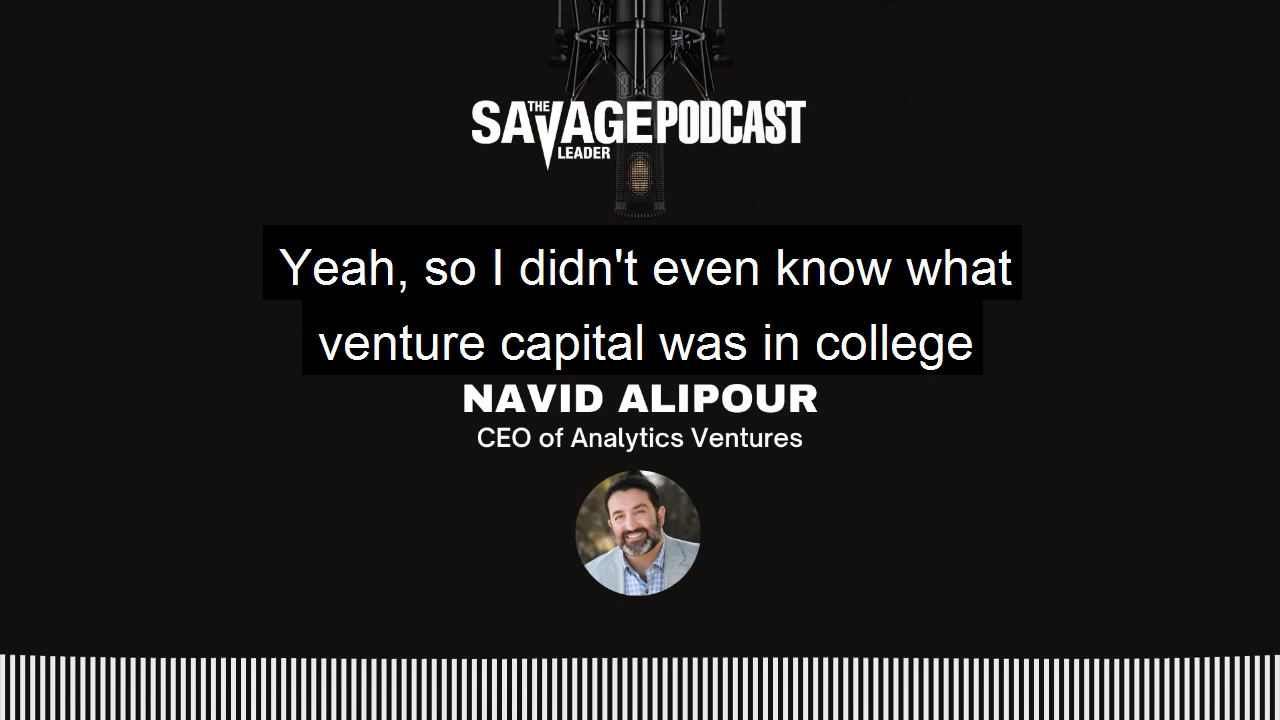 THE SAVAGE LEADER PODCAST
Yeah, so I didn't even know what
venture capital was in college
NAVID ALIPOUR
CEO of Analytics Ventures